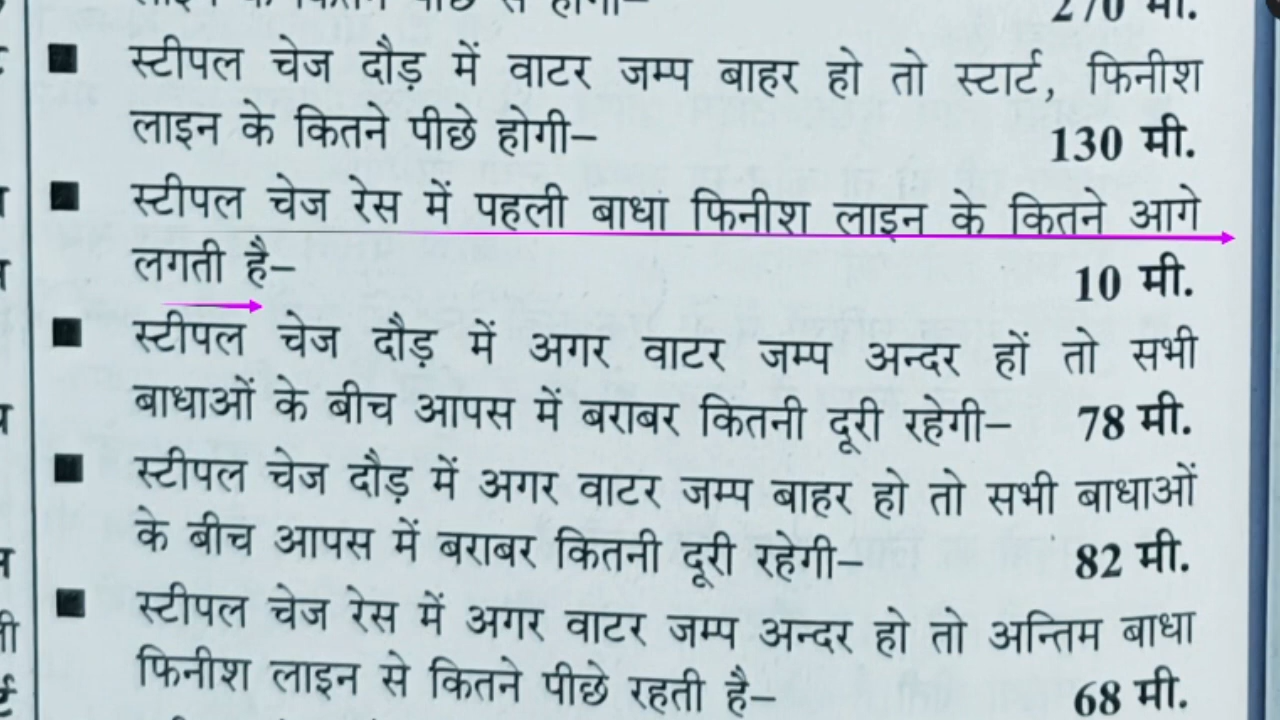 270 मी.
■ स्टीपल चेज दौड़ में वाटर जम्प बाहर हो तो स्टार्ट, फिनीश
लाइन के कितने पीछे होगी– 130 मी.
■ स्टीपल चेज रेस में पहली बाधा फिनीश लाइन के कितने आगे
लगती है– 10 मी.
■ स्टीपल चेज दौड़ में अगर वाटर जम्प अन्दर हों तो सभी
बाधाओं के बीच आपस में बराबर कितनी दूरी रहेगी– 78 मी.
■ स्टीपल चेज दौड़ में अगर वाटर जम्प बाहर हो तो सभी बाधाओं
के बीच आपस में बराबर कितनी दूरी रहेगी– 82 मी.
■ स्टीपल चेज रेस में अगर वाटर जम्प अन्दर हो तो अन्तिम बाधा
फिनीश लाइन से कितने पीछे रहती है– 68 मी.